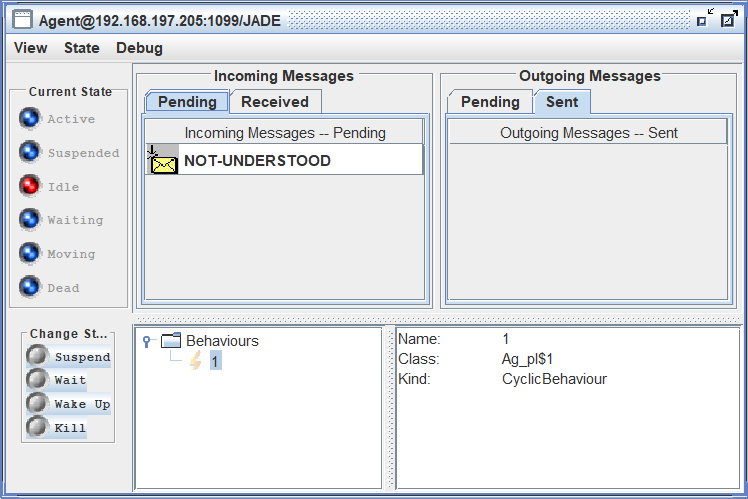 Agent@192.168.197.205:1099/JADE
View State Debug
Current State
Active
Suspended
Idle
Waiting
Moving
Dead
Change St...
Suspend
Wait
Wake Up
Kill
Incoming Messages
Pending Received
Incoming Messages -- Pending
NOT-UNDERSTOOD
Outgoing Messages
Pending Sent
Outgoing Messages -- Sent
Behaviours
1
Name: 1
Class: Ag_pl$1
Kind: CyclicBehaviour